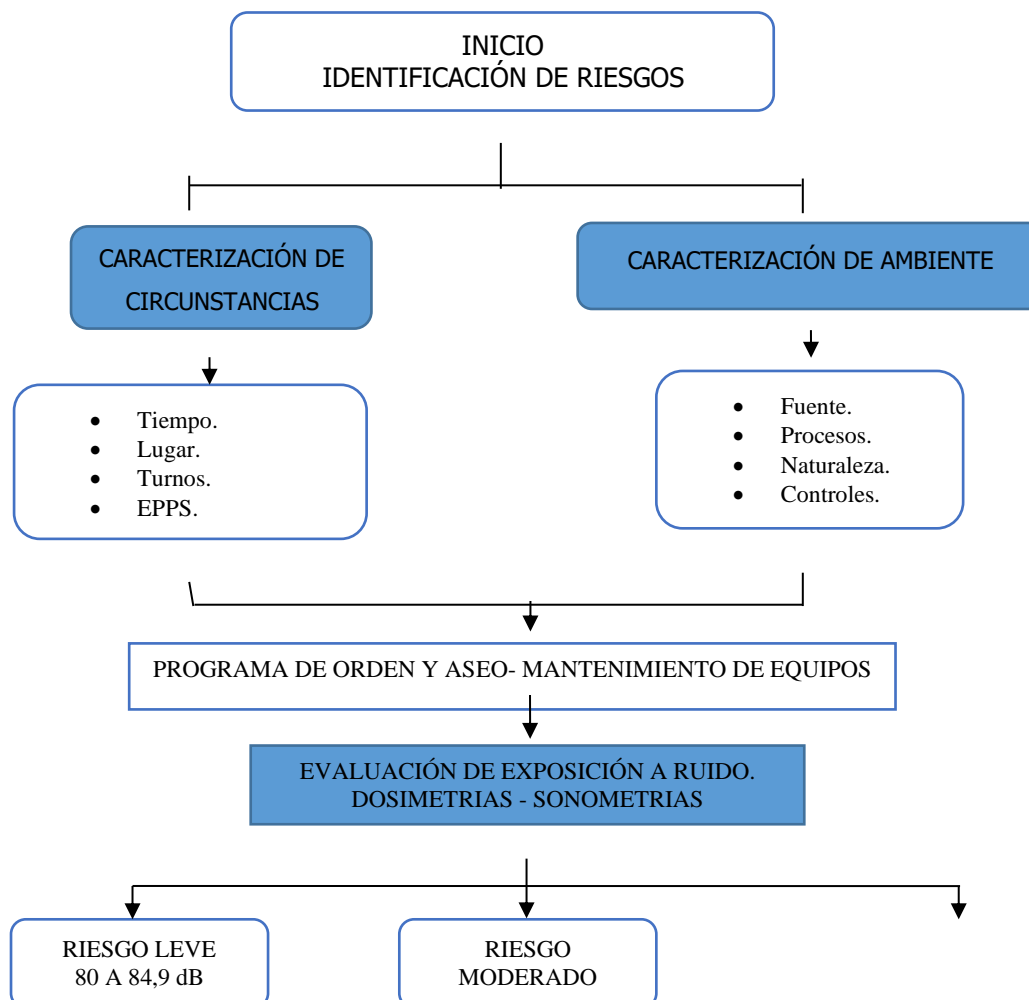 INICIO
IDENTIFICACIÓN DE RIESGOS
CARACTERIZACIÓN DE
CIRCUNSTANCIAS
CARACTERIZACIÓN DE AMBIENTE
• Tiempo.
• Lugar.
• Turnos.
• EPPS.
• Fuente.
• Procesos.
• Naturaleza.
• Controles.
PROGRAMA DE ORDEN Y ASEO- MANTENIMIENTO DE EQUIPOS
EVALUACIÓN DE EXPOSICIÓN A RUIDO.
DOSIMETRIAS - SONOMETRIAS
RIESGO LEVE
80 A 84,9 dB
RIESGO
MODERADO